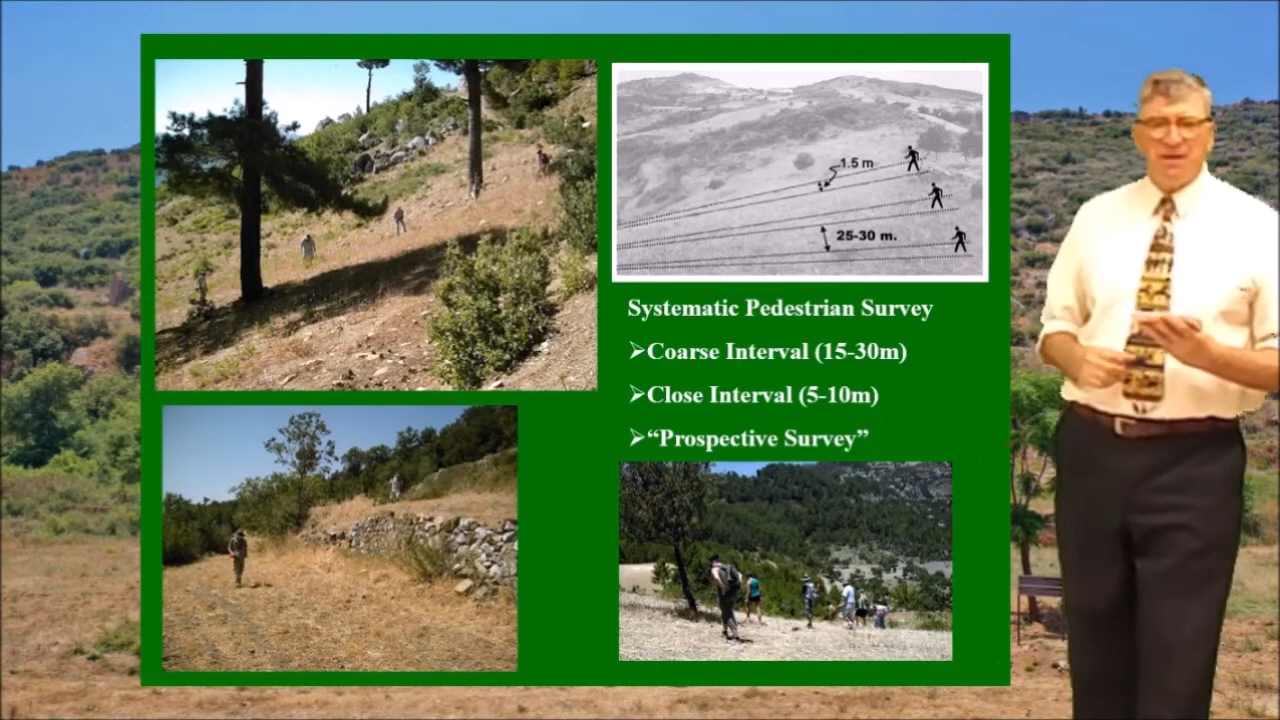 1.5 m
25-30 m.
Systematic Pedestrian Survey
➢Coarse Interval (15-30m)
➢Close Interval (5-10m)
➢“Prospective Survey”